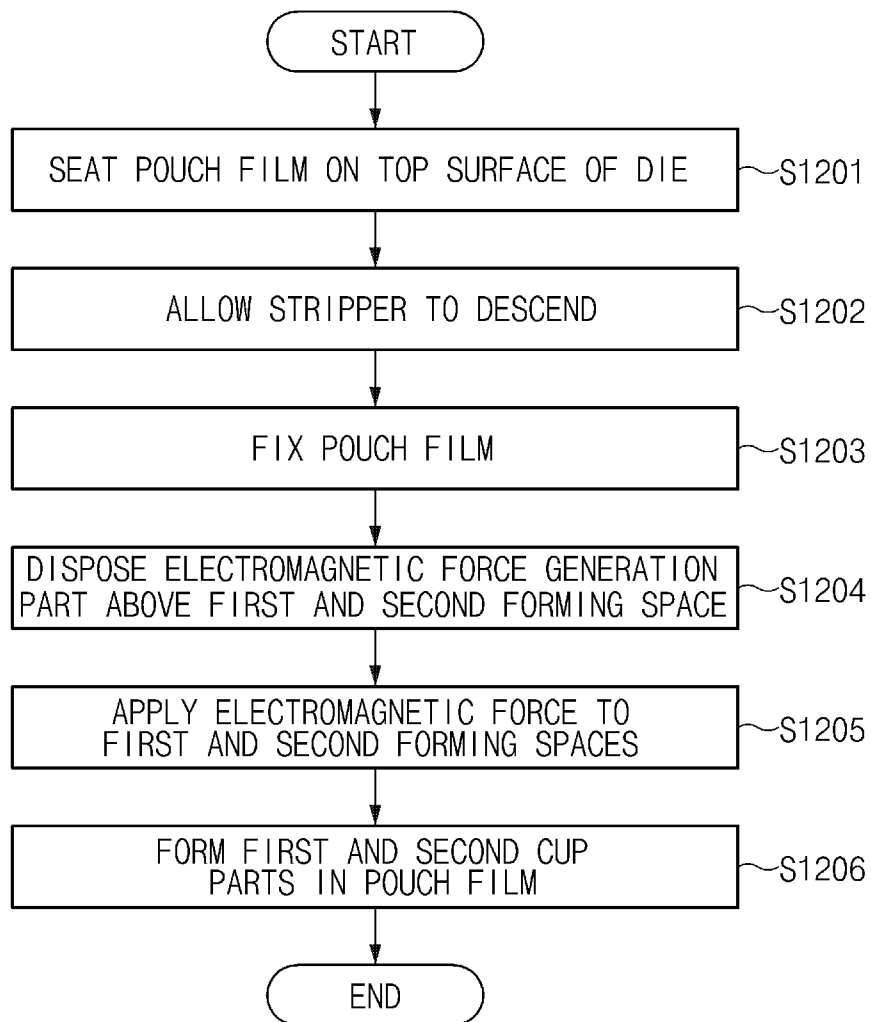 START
SEAT POUCH FILM ON TOP SURFACE OF DIE
S1201
ALLOW STRIPPER TO DESCEND
S1202
FIX POUCH FILM
S1203
DISPOSE ELECTROMAGNETIC FORCE GENERATION
PART ABOVE FIRST AND SECOND FORMING SPACE
S1204
APPLY ELECTROMAGNETIC FORCE TO
FIRST AND SECOND FORMING SPACES
S1205
FORM FIRST AND SECOND CUP
PARTS IN POUCH FILM
S1206
END